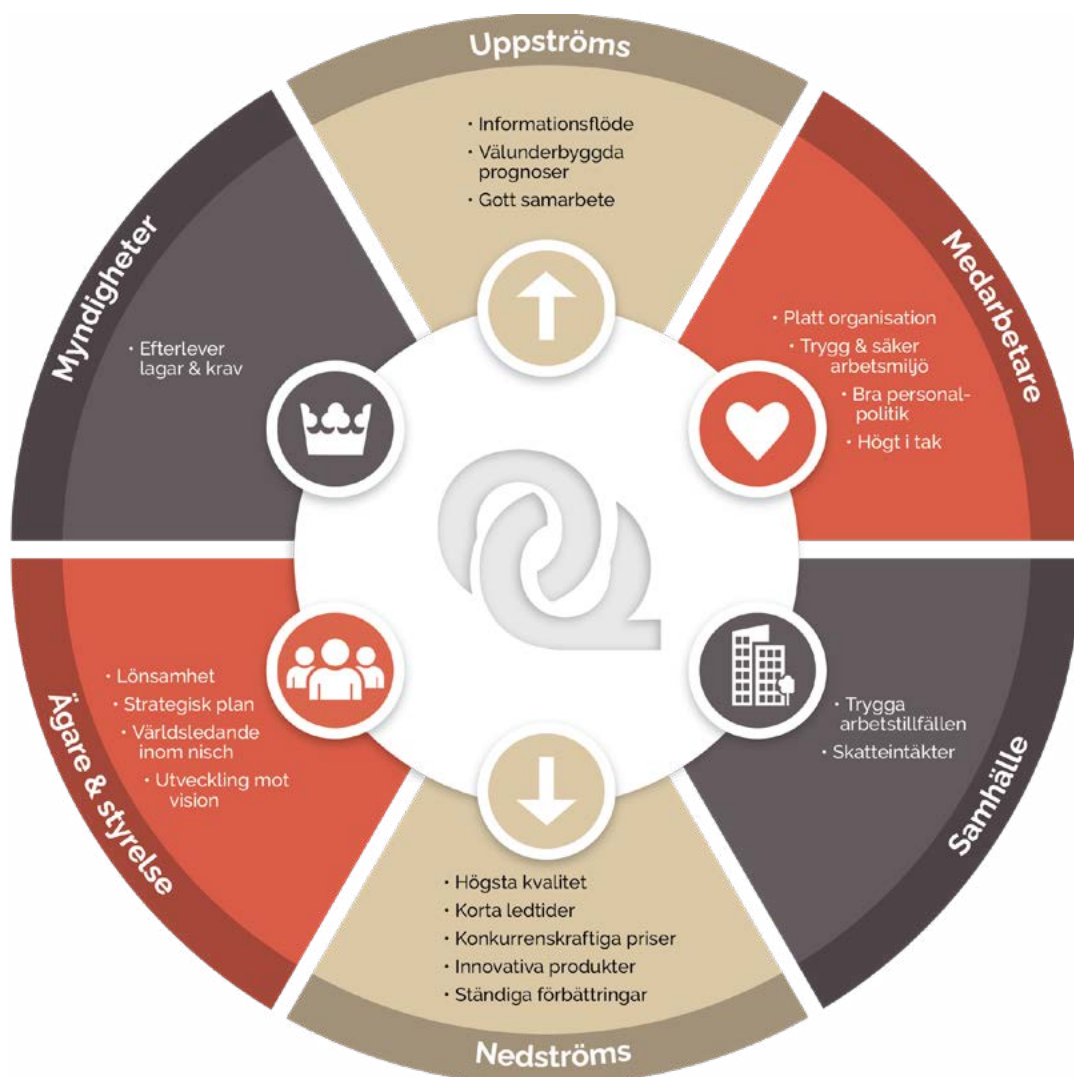 Uppströms
• Informationsflöde
• Välunderbyggda
prognoser
• Gott samarbete
Medarbetare
• Platt organisation
• Trygg & säker
arbetsmiljö
• Bra personal-
politik
• Högt i tak
Samhälle
• Trygga
arbetstillfällen
• Skatteintäkter
Nedströms
• Högsta kvalitet
• Korta ledtider
• Konkurrenskraftiga priser
• Innovativa produkter
• Ständiga förbättringar
Ägare & styrelse
• Lönsamhet
• Strategisk plan
• Världsledande
inom nisch
• Utveckling mot
vision
Myndigheter
• Efterlever
lagar & krav